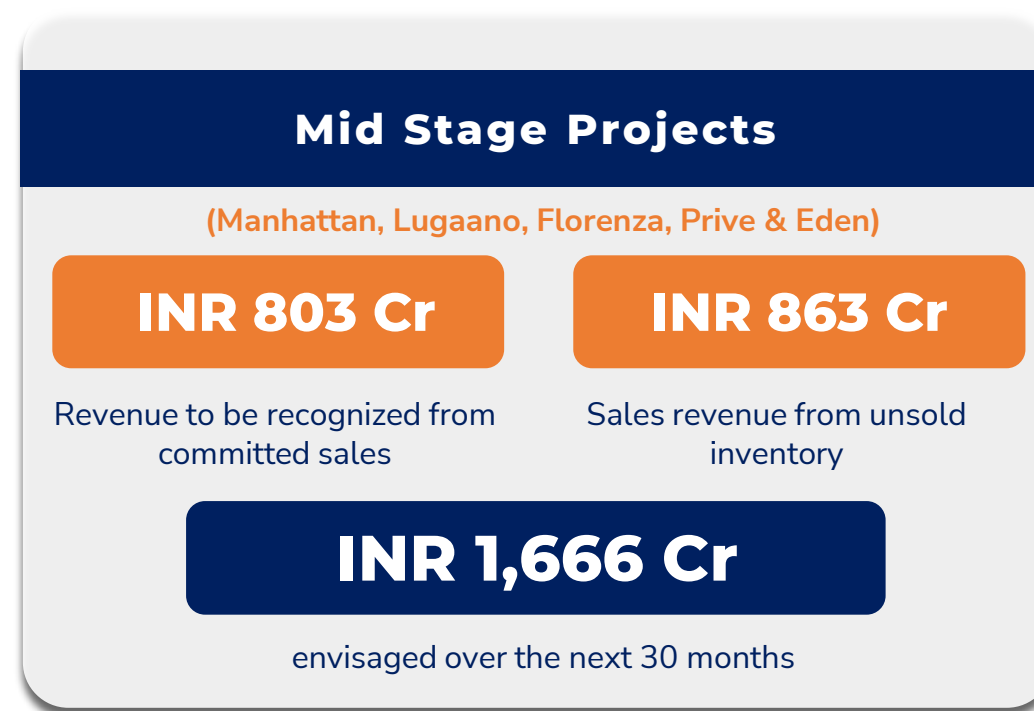 Mid Stage Projects
(Manhattan, Lugaano, Florenza, Prive & Eden)
INR 803 Cr
INR 863 Cr
Revenue to be recognized from
committed sales
Sales revenue from unsold
inventory
INR 1,666 Cr
envisaged over the next 30 months